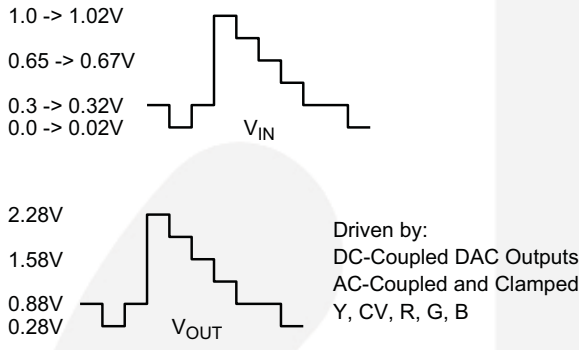 1.0 -> 1.02V
0.65 -> 0.67V
0.3 -> 0.32V
0.0 -> 0.02V
VIN
2.28V
1.58V
0.88V
0.28V
VOUT
Driven by:
DC-Coupled DAC Outputs
AC-Coupled and Clamped
Y, CV, R, G, B